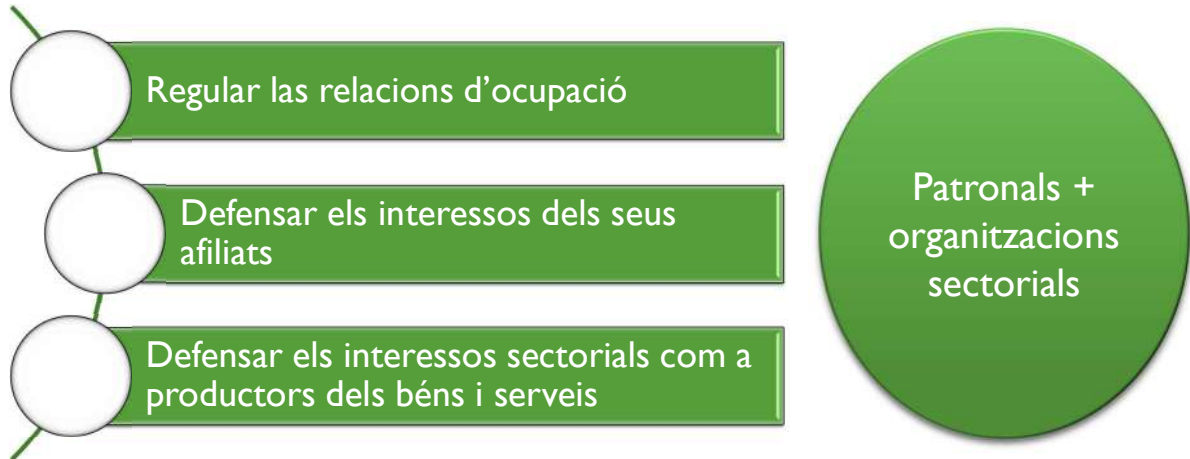 Regular las relacions d’ocupació
Defensar els interessos dels seus
afiliats
Defensar els interessos sectorials com a
productors dels béns i serveis
Patronals +
organitzacions
sectorials